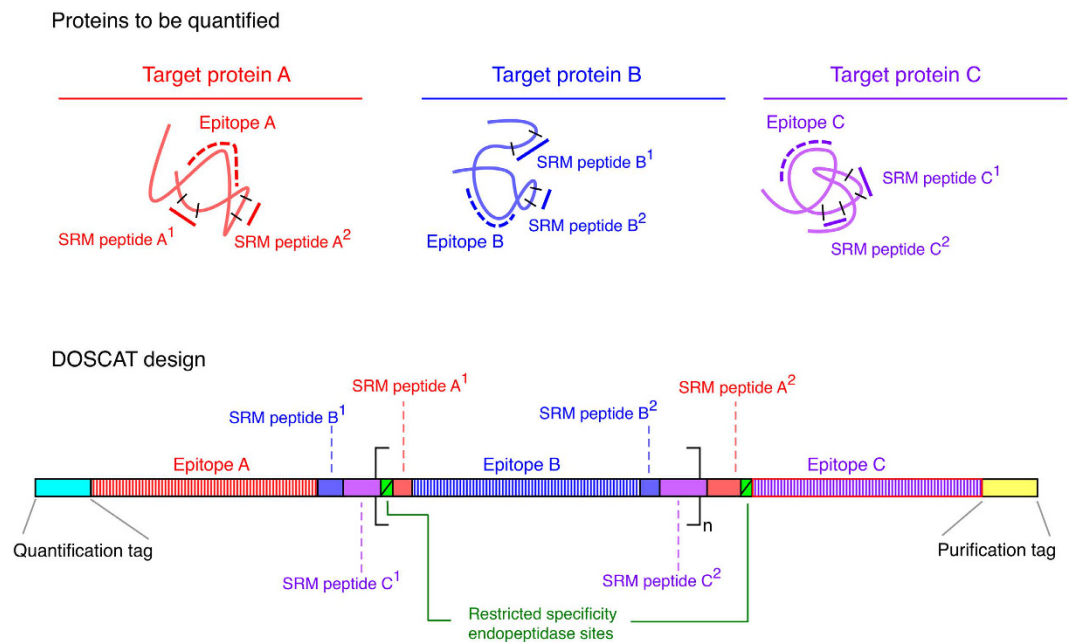 Proteins to be quantified
Target protein A
Target protein B
Target protein C
Epitope A
SRM peptide A¹
SRM peptide A²
SRM peptide B¹
SRM peptide B²
Epitope B
Epitope C
SRM peptide C¹
SRM peptide C²
DOSCAT design
SRM peptide A¹
SRM peptide A²
SRM peptide B¹
SRM peptide B²
Epitope A
Epitope B
Epitope C
n
Quantification tag
Purification tag
SRM peptide C¹
SRM peptide C²
Restricted specificity
endopeptidase sites